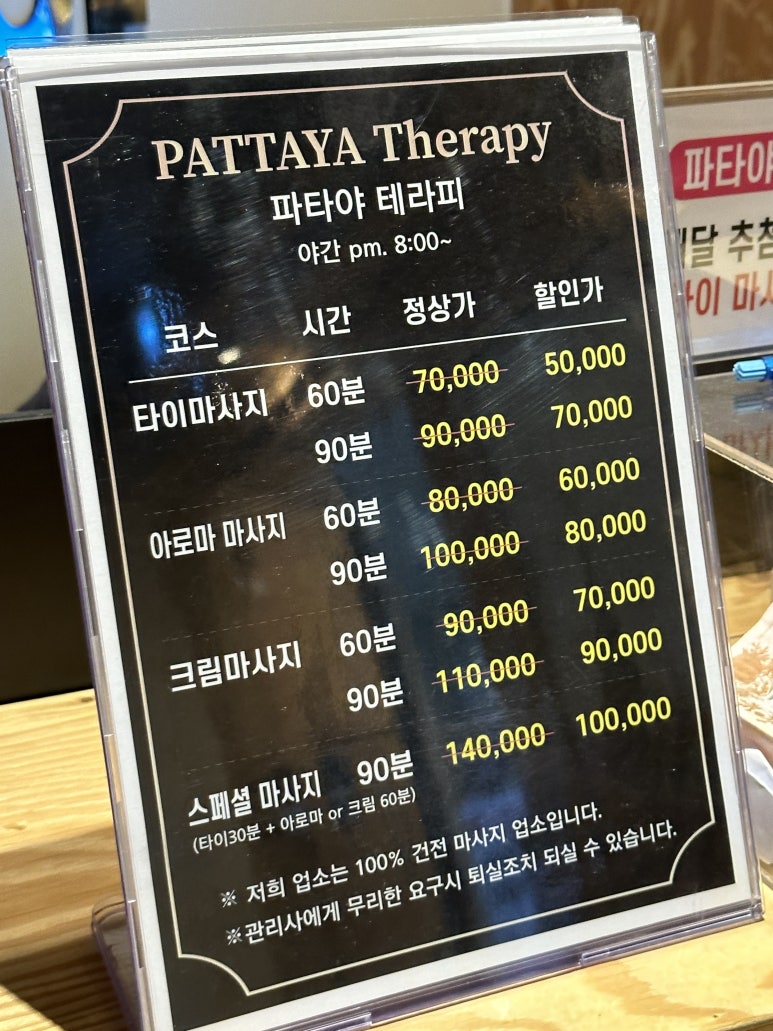 PATTAYA Therapy
파타야 테라피
야간 pm. 8:00~
코스 시간 정상가 할인가
타이마사지 60분 70,000 50,000
90분 90,000 70,000
아로마 마사지 60분 80,000 60,000
90분 100,000 80,000
크림마사지 60분 90,000 70,000
90분 110,000 90,000
스페셜 마사지 90분 140,000 100,000
(타이30분 + 아로마 or 크림 60분)
※ 저희 업소는 100% 건전 마사지 업소입니다.
※관리사에게 무리한 요구시 퇴실조치 되실 수 있습니다.
파타야